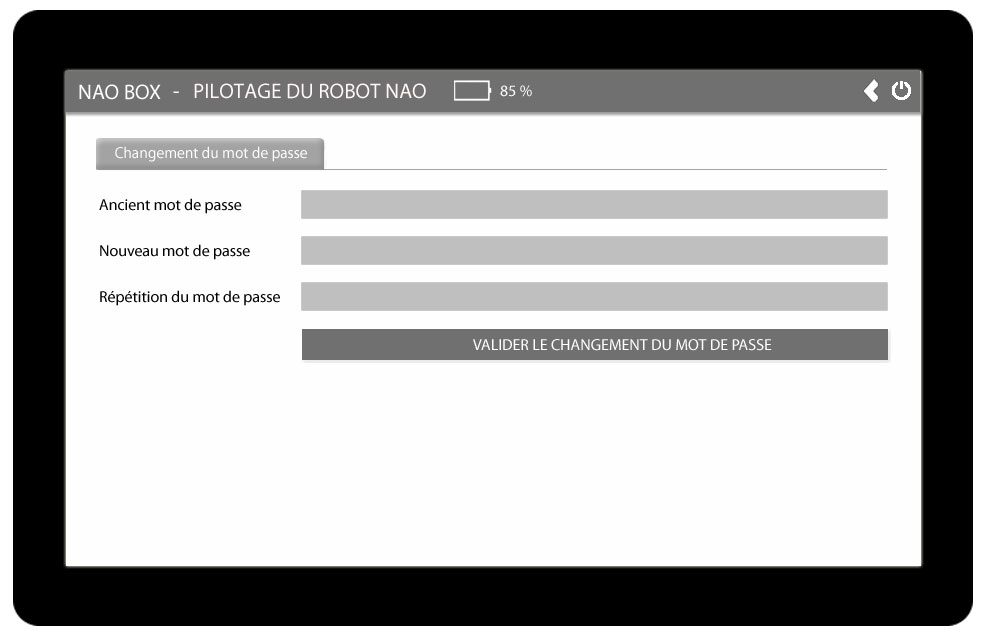 NAO BOX - PILOTAGE DU ROBOT NAO 85 %
Changement du mot de passe
Ancient mot de passe
Nouveau mot de passe
Répétition du mot de passe
VALIDER LE CHANGEMENT DU MOT DE PASSE